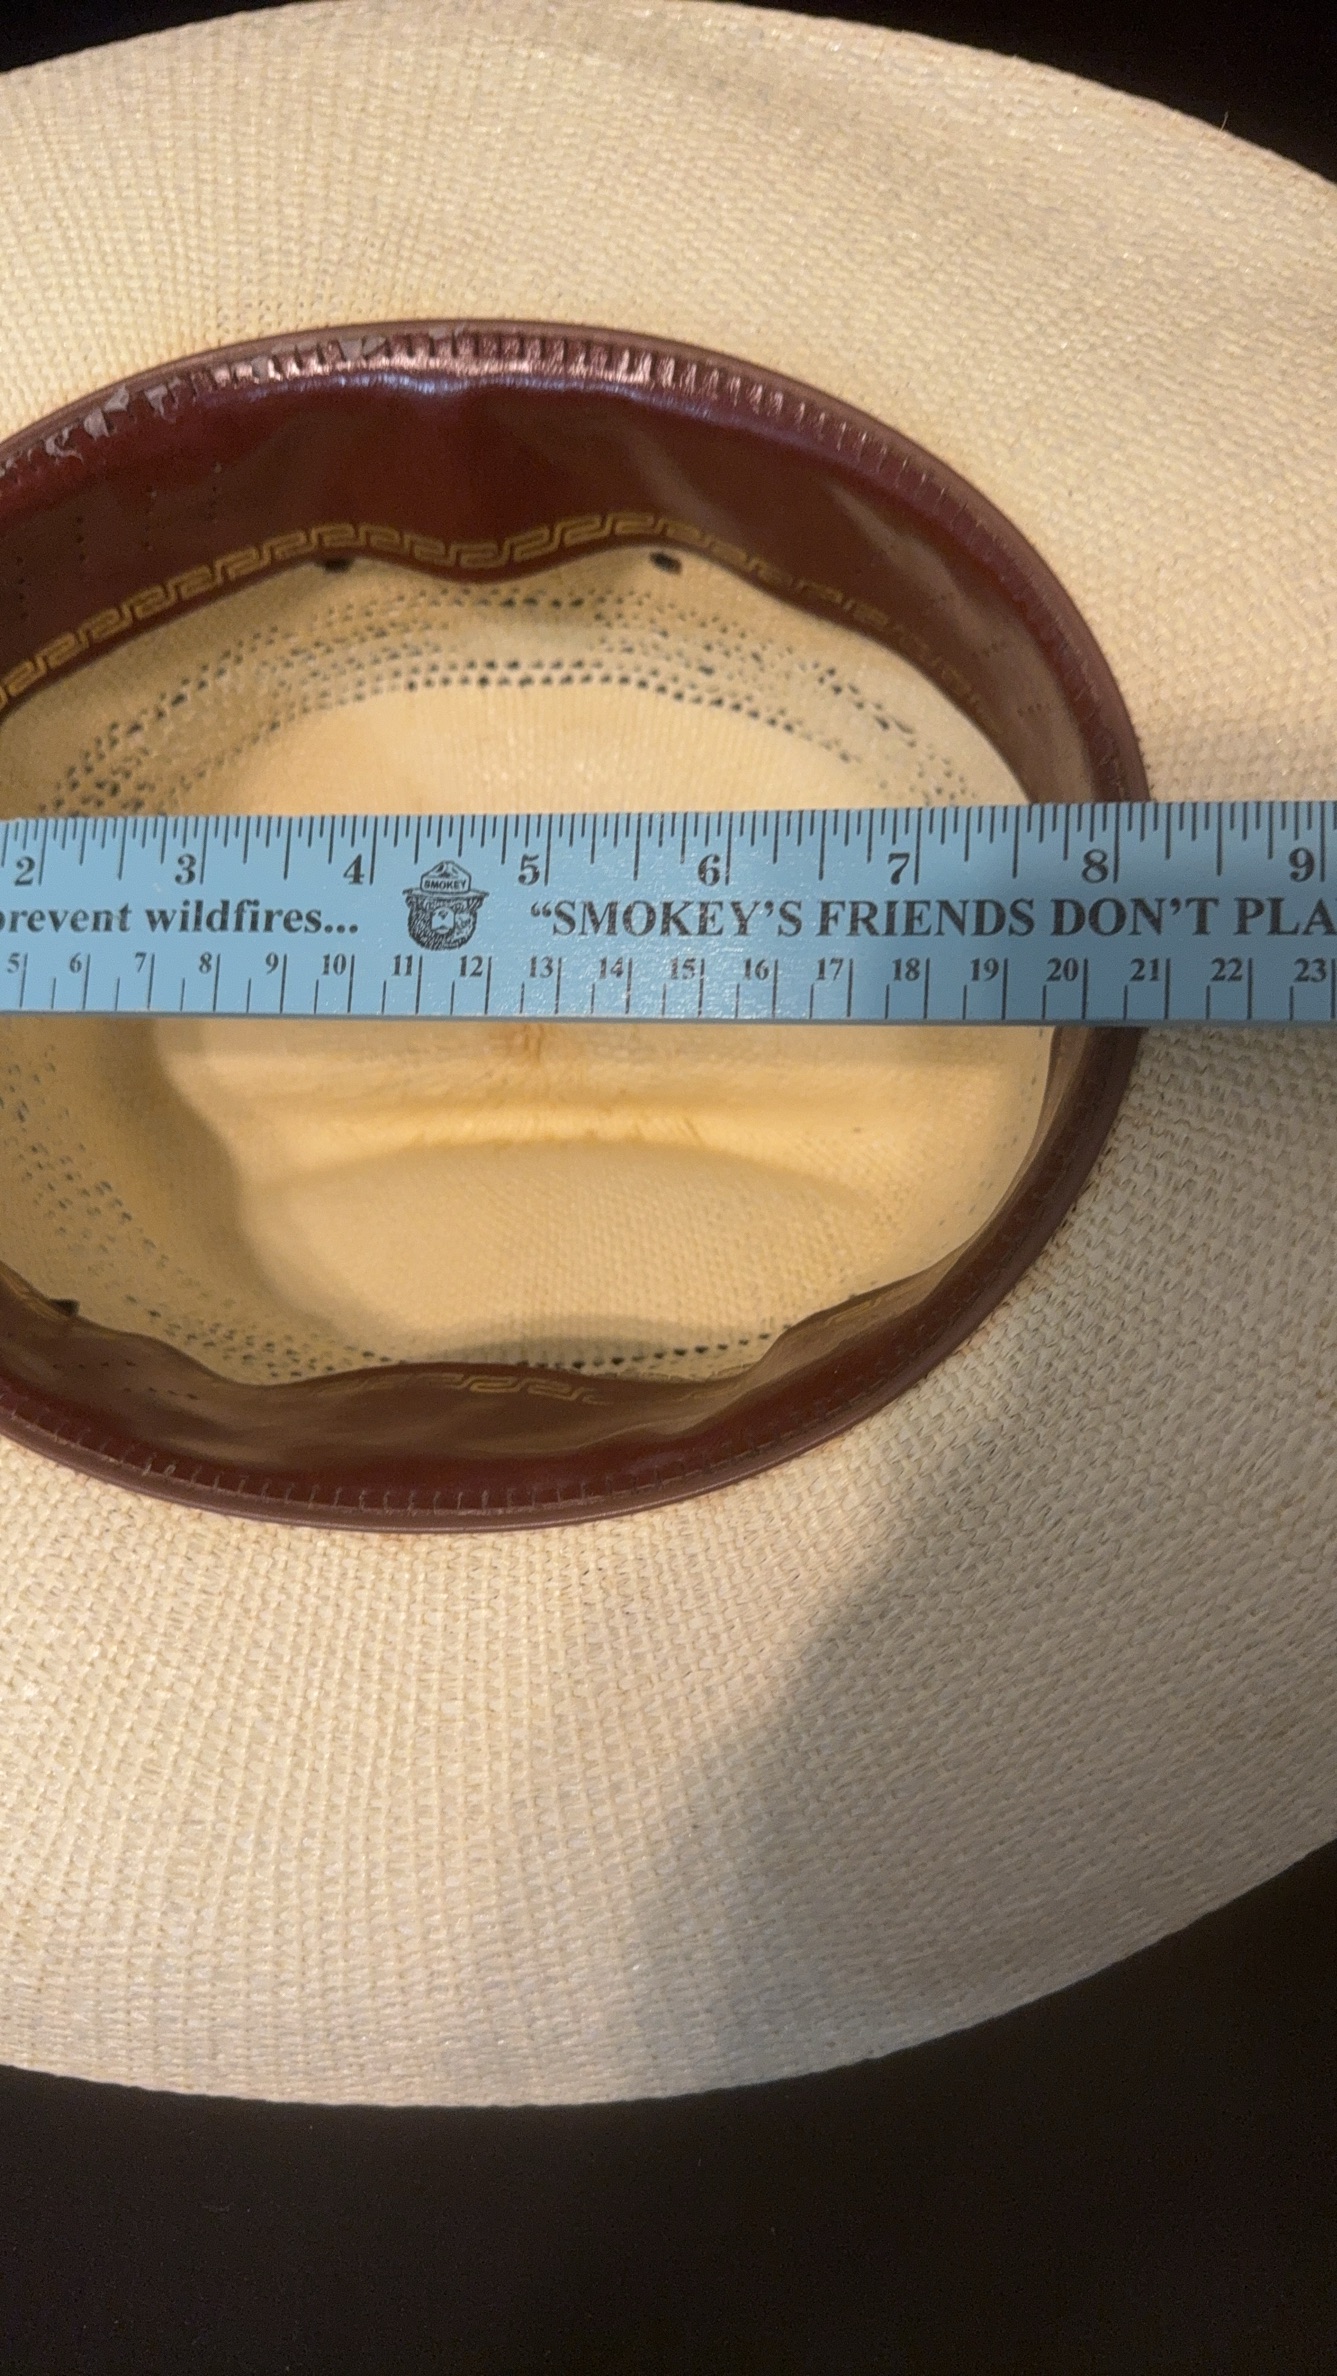 2 3 4 5 6 7 8 9
SMOKEY
prevent wildfires... “SMOKEY’S FRIENDS DON’T PLA
5 6 7 8 9 10 11 12 13 14 15 16 17 18 19 20 21 22 23